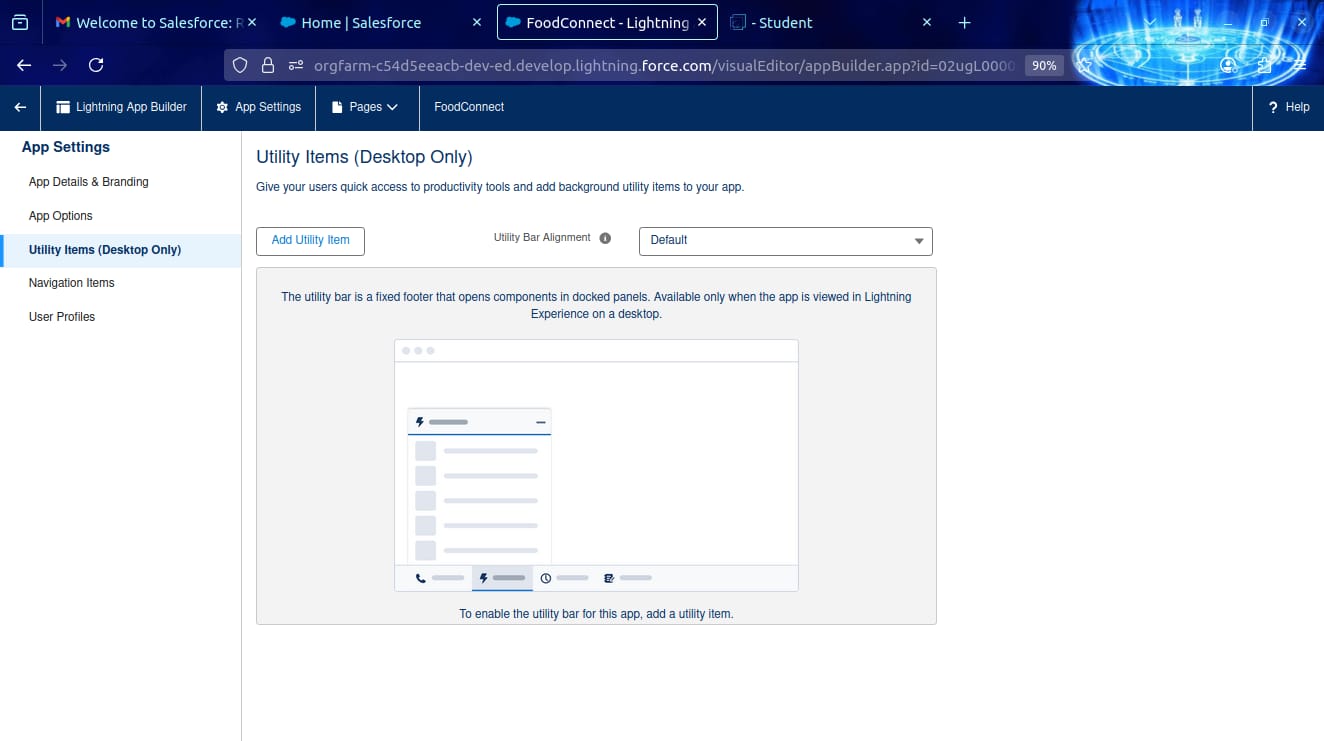 Welcome to Salesforce: R
Home | Salesforce
FoodConnect - Lightning
- Student
orgfarm-c54d5eeacb-dev-ed.develop.lightning.force.com/visualEditor/appBuilder.app?id=02ugL0000
90%
Lightning App Builder
App Settings
Pages
FoodConnect
? Help
App Settings
App Details & Branding
App Options
Utility Items (Desktop Only)
Navigation Items
User Profiles
Utility Items (Desktop Only)
Give your users quick access to productivity tools and add background utility items to your app.
Add Utility Item
Utility Bar Alignment
Default
The utility bar is a fixed footer that opens components in docked panels. Available only when the app is viewed in Lightning
Experience on a desktop.
To enable the utility bar for this app, add a utility item.